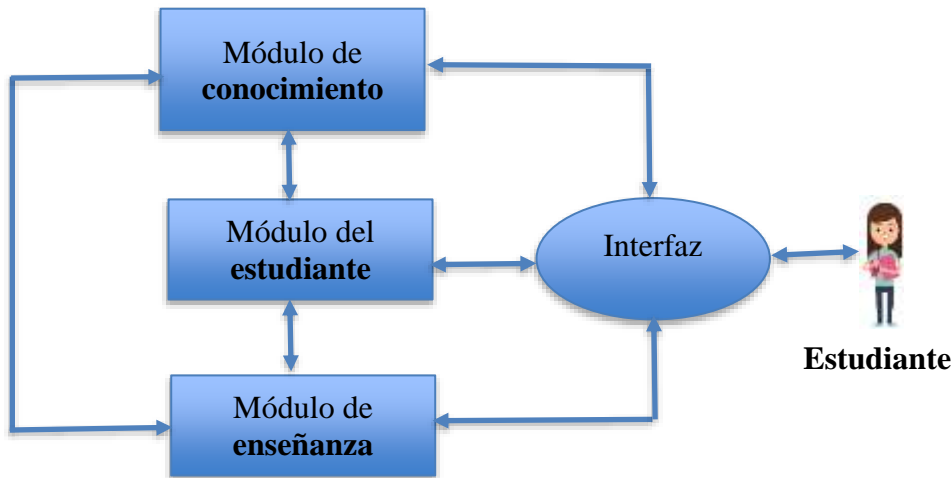 Módulo de
conocimiento
Módulo del
estudiante
Interfaz
Estudiante
Módulo de
enseñanza